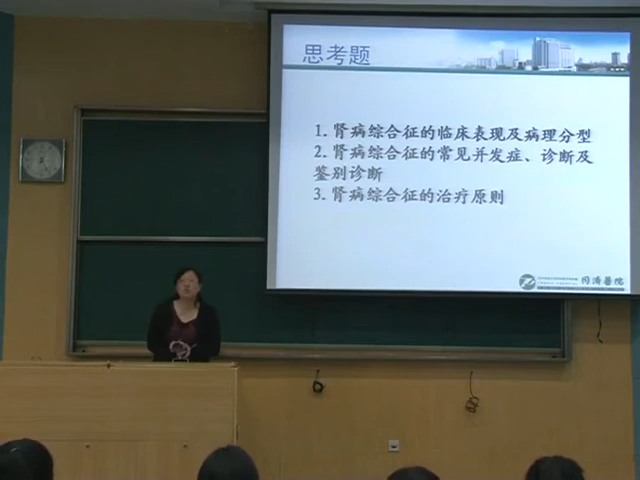 思考题
1. 肾病综合征的临床表现及病理分型
2. 肾病综合征的常见并发症、诊断及
鉴别诊断
3. 肾病综合征的治疗原则
同濟醫院